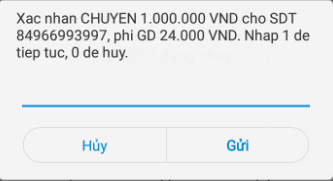 Xac nhan CHUYEN 1.000.000 VND cho SDT
84966993997, phi GD 24.000 VND. Nhap 1 de
tiep tuc, 0 de huy.
Hủy
Gửi